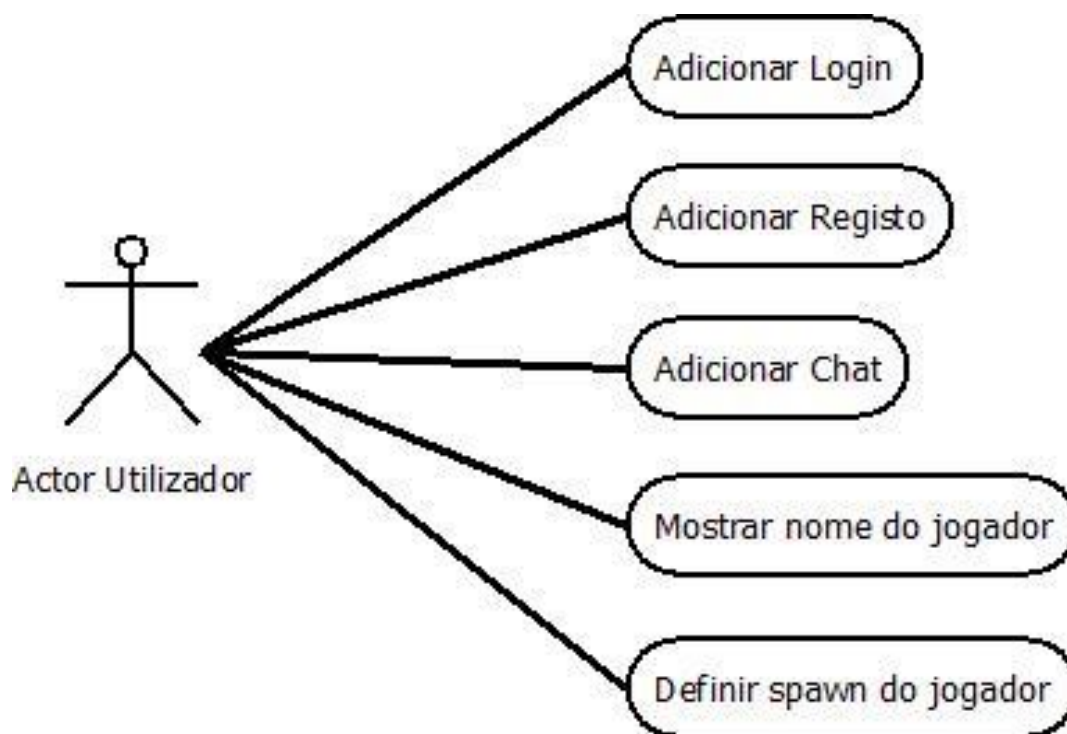 Adicionar Login
Adicionar Registo
Adicionar Chat
Actor Utilizador
Mostrar nome do jogador
Definir spawn do jogador